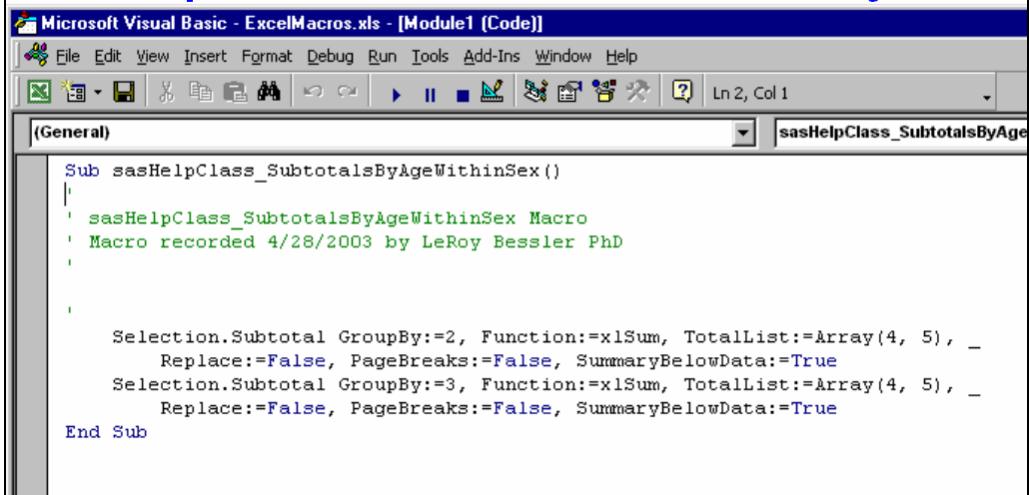 Microsoft Visual Basic - ExcelMacros.xls - [Module1 (Code)]
File Edit View Insert Format Debug Run Tools Add-Ins Window Help
Ln 2, Col 1
(General) sasHelpClass_SubtotalsByAge
Sub sasHelpClass_SubtotalsByAgeWithinSex()
'
' sasHelpClass_SubtotalsByAgeWithinSex Macro
' Macro recorded 4/28/2003 by LeRoy Bessler PhD
'
'
Selection.Subtotal GroupBy:=2, Function:=xlSum, TotalList:=Array(4, 5), _
Replace:=False, PageBreaks:=False, SummaryBelowData:=True
Selection.Subtotal GroupBy:=3, Function:=xlSum, TotalList:=Array(4, 5), _
Replace:=False, PageBreaks:=False, SummaryBelowData:=True
End Sub